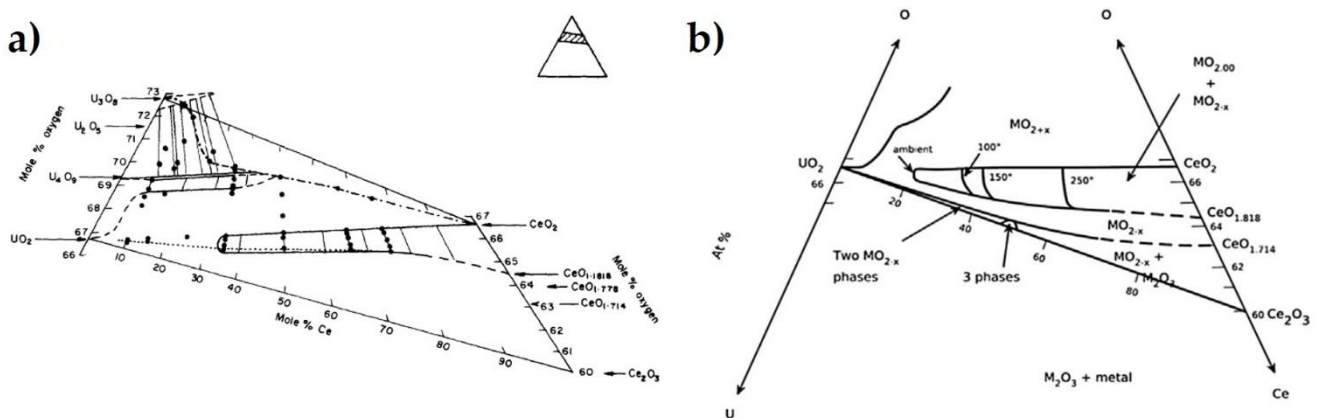 a)
Mole % oxygen
U₃O₈
U₂O₅
U₄O₉
UO₂
73
72
71
70
69
68
67
66
10
20
30
40
50
60
70
80
90
Mole % Ce
67
66
65
64
63
62
61
60
Mole % oxygen
CeO₂
CeO₁.₁₈₁₈
CeO₁.₇₇₈
CeO₁.₇₁₄
Ce₂O₃
b)
O
O
MO₂.₀₀
+
MO₂₋ₓ
MO₂₊ₓ
ambient
100°
150°
250°
UO₂
66
CeO₂
66
CeO₁.₈₁₈
64
MO₂₋ₓ
CeO₁.₇₁₄
62
MO₂₋ₓ +
M₂O₃
60
Ce₂O₃
20
40
60
80
At %
Two MO₂₋ₓ
phases
3 phases
M₂O₃ + metal
U
Ce